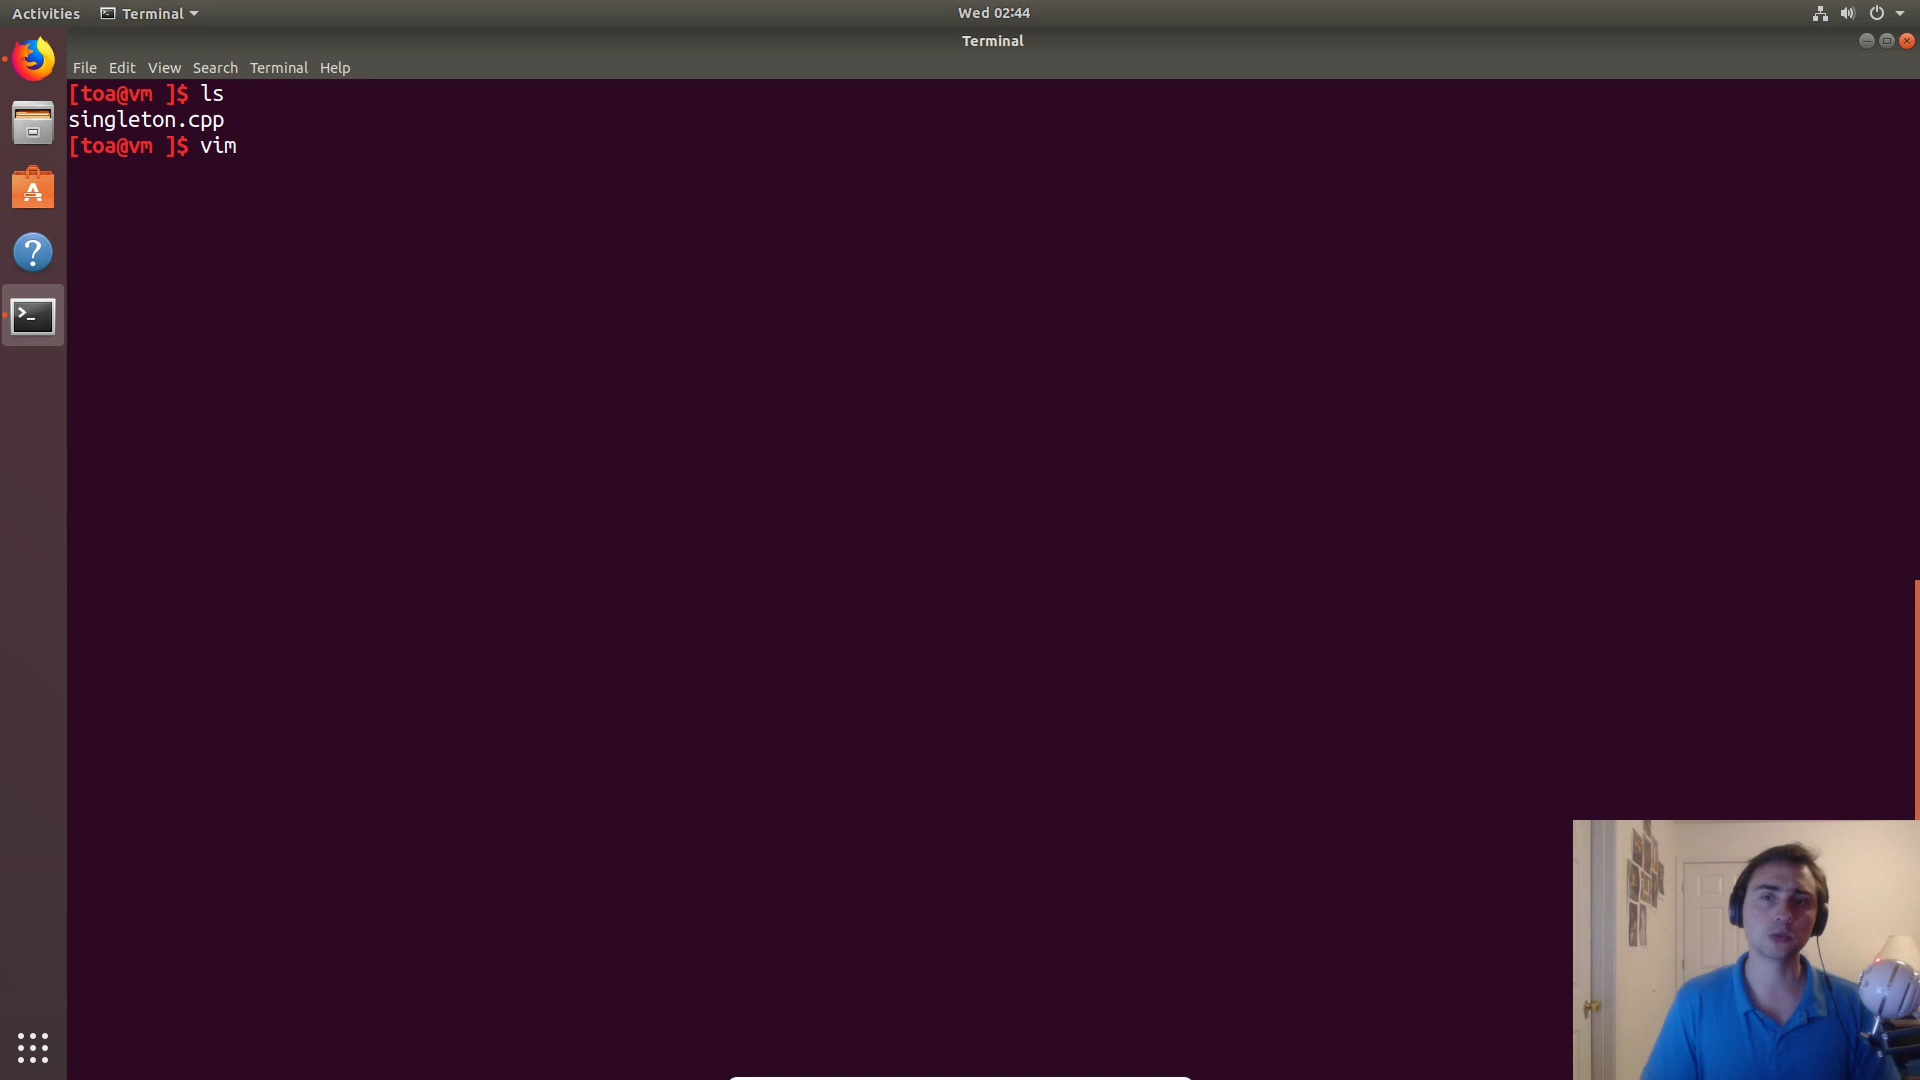 Activities Terminal Wed 02:44
Terminal
File Edit View Search Terminal Help
[toa@vm ]$ ls
singleton.cpp
[toa@vm ]$ vim